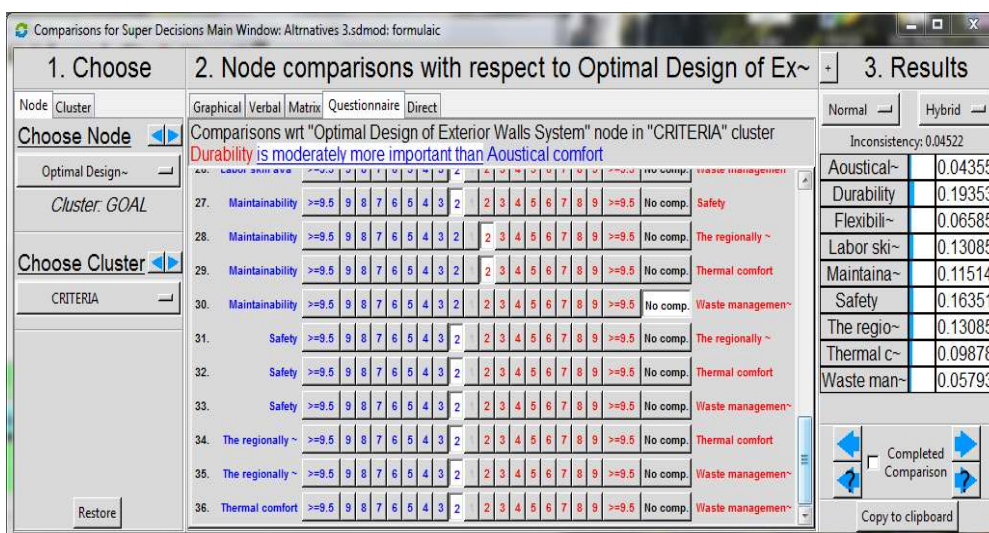 Comparisons for Super Decisions Main Window: Altrnatives 3.sdmod: formulaic
1. Choose
Node Cluster
Choose Node
Optimal Design~
Cluster: GOAL
Choose Cluster
CRITERIA
Restore
2. Node comparisons with respect to Optimal Design of Ex~
Graphical Verbal Matrix Questionnaire Direct
Comparisons wrt "Optimal Design of Exterior Walls System" node in "CRITERIA" cluster
Durability is moderately more important than Aoustical comfort
27. Maintainability >=9.5 9 8 7 6 5 4 3 2 2 3 4 5 6 7 8 9 >=9.5 No comp. Safety
28. Maintainability >=9.5 9 8 7 6 5 4 3 2 2 3 4 5 6 7 8 9 >=9.5 No comp. The regionally ~
29. Maintainability >=9.5 9 8 7 6 5 4 3 2 2 3 4 5 6 7 8 9 >=9.5 No comp. Thermal comfort
30. Maintainability >=9.5 9 8 7 6 5 4 3 2 2 3 4 5 6 7 8 9 >=9.5 No comp. Waste managemen~
31. Safety >=9.5 9 8 7 6 5 4 3 2 2 3 4 5 6 7 8 9 >=9.5 No comp. The regionally ~
32. Safety >=9.5 9 8 7 6 5 4 3 2 2 3 4 5 6 7 8 9 >=9.5 No comp. Thermal comfort
33. Safety >=9.5 9 8 7 6 5 4 3 2 2 3 4 5 6 7 8 9 >=9.5 No comp. Waste managemen~
34. The regionally ~ >=9.5 9 8 7 6 5 4 3 2 2 3 4 5 6 7 8 9 >=9.5 No comp. Thermal comfort
35. The regionally ~ >=9.5 9 8 7 6 5 4 3 2 2 3 4 5 6 7 8 9 >=9.5 No comp. Waste managemen~
36. Thermal comfort >=9.5 9 8 7 6 5 4 3 2 2 3 4 5 6 7 8 9 >=9.5 No comp. Waste managemen~
+ 3. Results
Normal Hybrid
Inconsistency: 0.04522
Aoustical~ 0.04355
Durability 0.19353
Flexibili~ 0.06585
Labor ski~ 0.13085
Maintaina~ 0.11514
Safety 0.16351
The regio~ 0.13085
Thermal c~ 0.09878
Waste man~ 0.05793
Completed
Comparison
Copy to clipboard